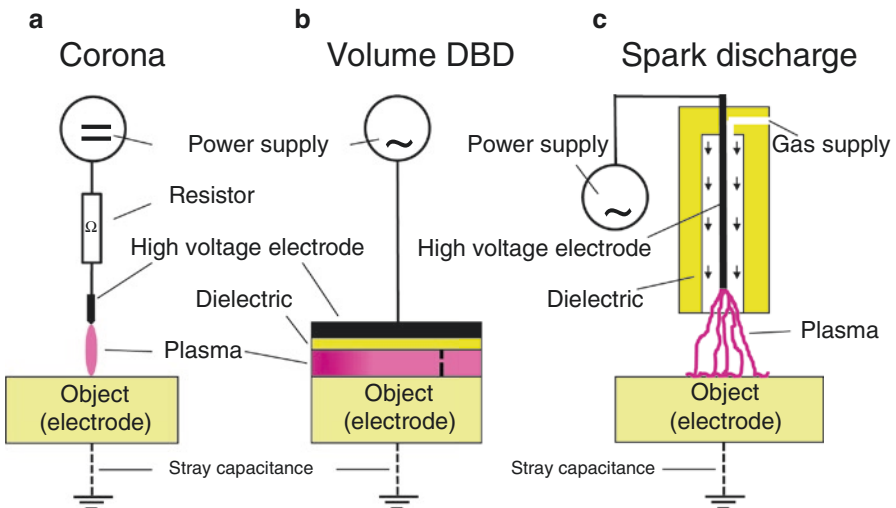 a
Corona
b
Volume DBD
c
Spark discharge
=
Power supply
~
Power supply
~
Gas supply
Resistor
Ω
High voltage electrode
High voltage electrode
Dielectric
Dielectric
Plasma
Plasma
Object
(electrode)
Object
(electrode)
Object
(electrode)
Stray capacitance
Stray capacitance